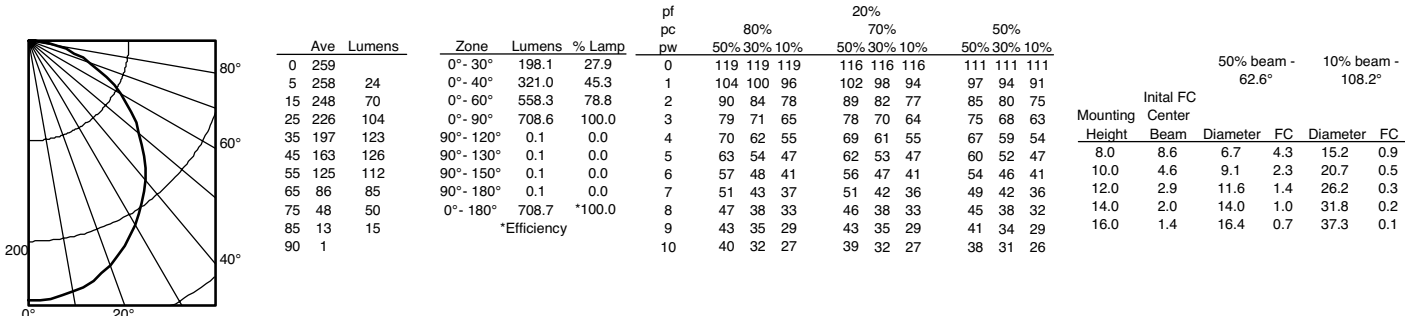 80°
60°
40°
200
0° 20°
Ave Lumens
0 259
5 258 24
15 248 70
25 226 104
35 197 123
45 163 126
55 125 112
65 86 85
75 48 50
85 13 15
90 1
Zone Lumens % Lamp
0°- 30° 198.1 27.9
0°- 40° 321.0 45.3
0°- 60° 558.3 78.8
0°- 90° 708.6 100.0
90°- 120° 0.1 0.0
90°- 130° 0.1 0.0
90°- 150° 0.1 0.0
90°- 180° 0.1 0.0
0°- 180° 708.7 *100.0
*Efficiency
pf 20%
pc 80% 70% 50%
pw 50% 30% 10% 50% 30% 10% 50% 30% 10%
0 119 119 119 116 116 116 111 111 111
1 104 100 96 102 98 94 97 94 91
2 90 84 78 89 82 77 85 80 75
3 79 71 65 78 70 64 75 68 63
4 70 62 55 69 61 55 67 59 54
5 63 54 47 62 53 47 60 52 47
6 57 48 41 56 47 41 54 46 41
7 51 43 37 51 42 36 49 42 36
8 47 38 33 46 38 33 45 38 32
9 43 35 29 43 35 29 41 34 29
10 40 32 27 39 32 27 38 31 26
50% beam - 10% beam -
62.6° 108.2°
Inital FC
Mounting Center
Height Beam Diameter FC Diameter FC
8.0 8.6 6.7 4.3 15.2 0.9
10.0 4.6 9.1 2.3 20.7 0.5
12.0 2.9 11.6 1.4 26.2 0.3
14.0 2.0 14.0 1.0 31.8 0.2
16.0 1.4 16.4 0.7 37.3 0.1